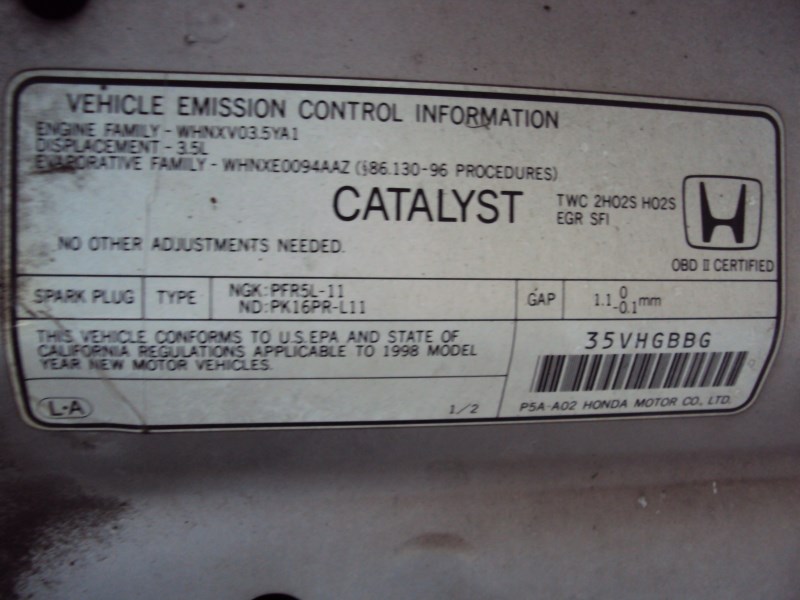 VEHICLE EMISSION CONTROL INFORMATION
ENGINE FAMILY - WHNXV03.5YA1
DISPLACEMENT - 3.5L
EVAPORATIVE FAMILY - WHNXE0094AAZ (§86.130-96 PROCEDURES)
CATALYST
TWC 2HO2S HO2S
EGR SFI
NO OTHER ADJUSTMENTS NEEDED.
OBD II CERTIFIED
SPARK PLUG TYPE NGK:PFR5L-11 GAP 1.1 0 -0.1 mm
ND:PK16PR-L11
THIS VEHICLE CONFORMS TO U.S.EPA AND STATE OF
CALIFORNIA REGULATIONS APPLICABLE TO 1998 MODEL
YEAR NEW MOTOR VEHICLES.
35VHGBBG
L-A
1/2
P5A-A02 HONDA MOTOR CO., LTD.